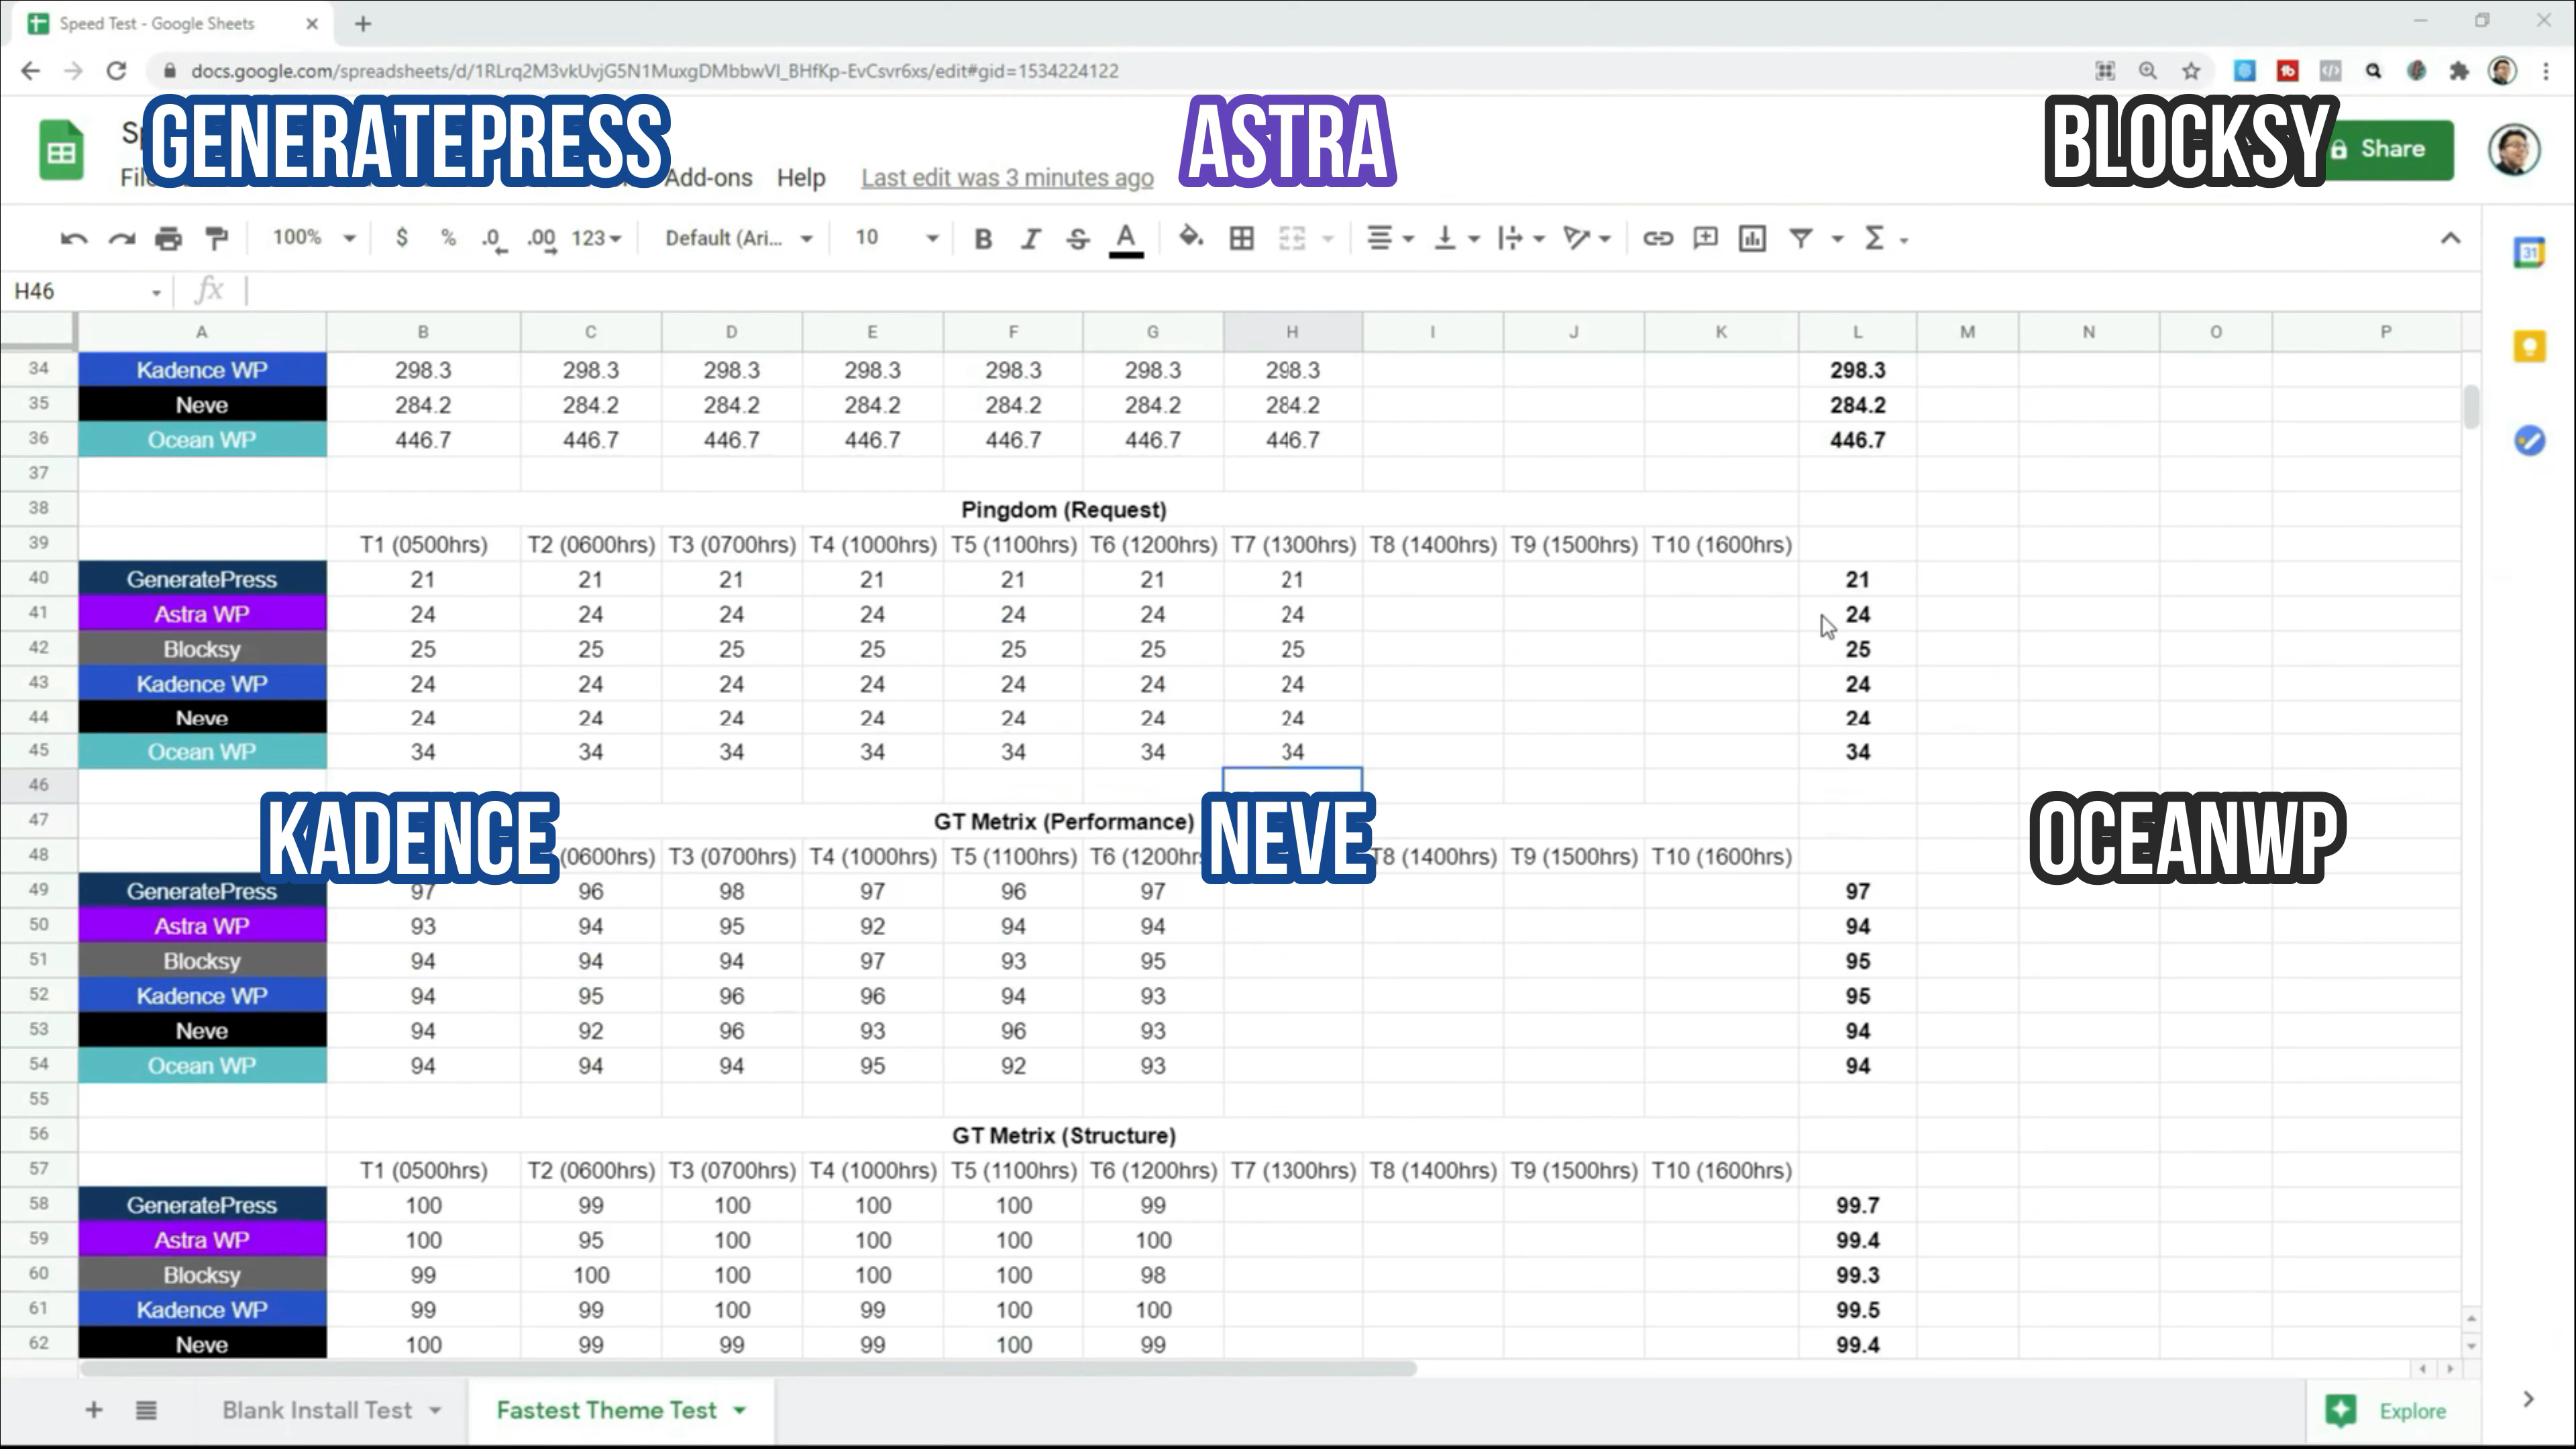 Speed Test - Google Sheets
docs.google.com/spreadsheets/d/1RLrq2M3vkUvjG5N1MuxgDMbbwVI_BHfKp-EvCsvr6xs/edit#gid=1534224122
GENERATEPRESS ASTRA BLOCKSY
Share
Add-ons Help Last edit was 3 minutes ago
100% $ % .0 .00 123 Default (Ari... 10 B I S A Σ
31
H46 fx
A B C D E F G H I J K L M N O P
34 Kadence WP 298.3 298.3 298.3 298.3 298.3 298.3 298.3 298.3
35 Neve 284.2 284.2 284.2 284.2 284.2 284.2 284.2 284.2
36 Ocean WP 446.7 446.7 446.7 446.7 446.7 446.7 446.7 446.7
37
38 Pingdom (Request)
39 T1 (0500hrs) T2 (0600hrs) T3 (0700hrs) T4 (1000hrs) T5 (1100hrs) T6 (1200hrs) T7 (1300hrs) T8 (1400hrs) T9 (1500hrs) T10 (1600hrs)
40 GeneratePress 21 21 21 21 21 21 21 21
41 Astra WP 24 24 24 24 24 24 24 24
42 Blocksy 25 25 25 25 25 25 25 25
43 Kadence WP 24 24 24 24 24 24 24 24
44 Neve 24 24 24 24 24 24 24 24
45 Ocean WP 34 34 34 34 34 34 34 34
46
KADENCE NEVE OCEANWP
47 GT Metrix (Performance)
48 (0600hrs) T3 (0700hrs) T4 (1000hrs) T5 (1100hrs) T6 (1200hrs T8 (1400hrs) T9 (1500hrs) T10 (1600hrs)
49 GeneratePress 97 96 98 97 96 97 97
50 Astra WP 93 94 95 92 94 94 94
51 Blocksy 94 94 94 97 93 95 95
52 Kadence WP 94 95 96 96 94 93 95
53 Neve 94 92 96 93 96 93 94
54 Ocean WP 94 94 94 95 92 93 94
55
56 GT Metrix (Structure)
57 T1 (0500hrs) T2 (0600hrs) T3 (0700hrs) T4 (1000hrs) T5 (1100hrs) T6 (1200hrs) T7 (1300hrs) T8 (1400hrs) T9 (1500hrs) T10 (1600hrs)
58 GeneratePress 100 99 100 100 100 99 99.7
59 Astra WP 100 95 100 100 100 100 99.4
60 Blocksy 99 100 100 100 100 98 99.3
61 Kadence WP 99 99 100 99 100 100 99.5
62 Neve 100 99 99 99 100 99 99.4
Blank Install Test Fastest Theme Test Explore